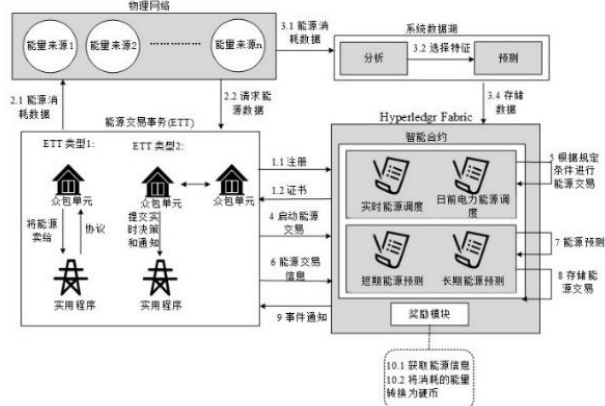 物理网络
能量来源1
能量来源2
能量来源n
3.1 能源消
耗数据
系统数据湖
分析
3.2 选择特征
预测
2.1 能源消
耗数据
2.2 请求能
源数据
3.4 存储
数据
能源交易事务(ETT)
Hyperledgr Fabric
智能合约
ETT 类型1:
ETT 类型2:
众包单元
众包单元
众包单元
1.1 注册
1.2 证书
实时能源调度
日前电力能源调
度
5 根据规定
条件进行
能源交易
将能源
卖给
协议
提交实
时决策
和通知
4 启动能源
交易
6 能源交易
信息
短期能源预测
长期能源预测
7 能源预测
8 存储能
源交易
实用程序
实用程序
9 事件通知
奖励模块
10.1 获取能源信息
10.2 将消耗的能量
转换为硬币